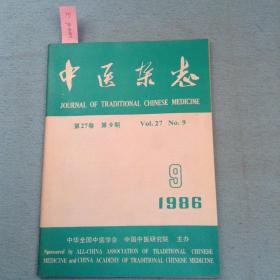 中医杂志
JOURNAL OF TRADITIONAL CHINESE MEDICINE
第27卷 第9期 Vol. 27 No. 9
9
1986
中华全国中医学会 中国中医研究院 主办
Sponsored by ALL-CHINA ASSOCIATION OF TRADITIONAL CHINESE
MEDICINE and CHINA ACADEMY OF TRADITIONAL CHINESE MEDICINE